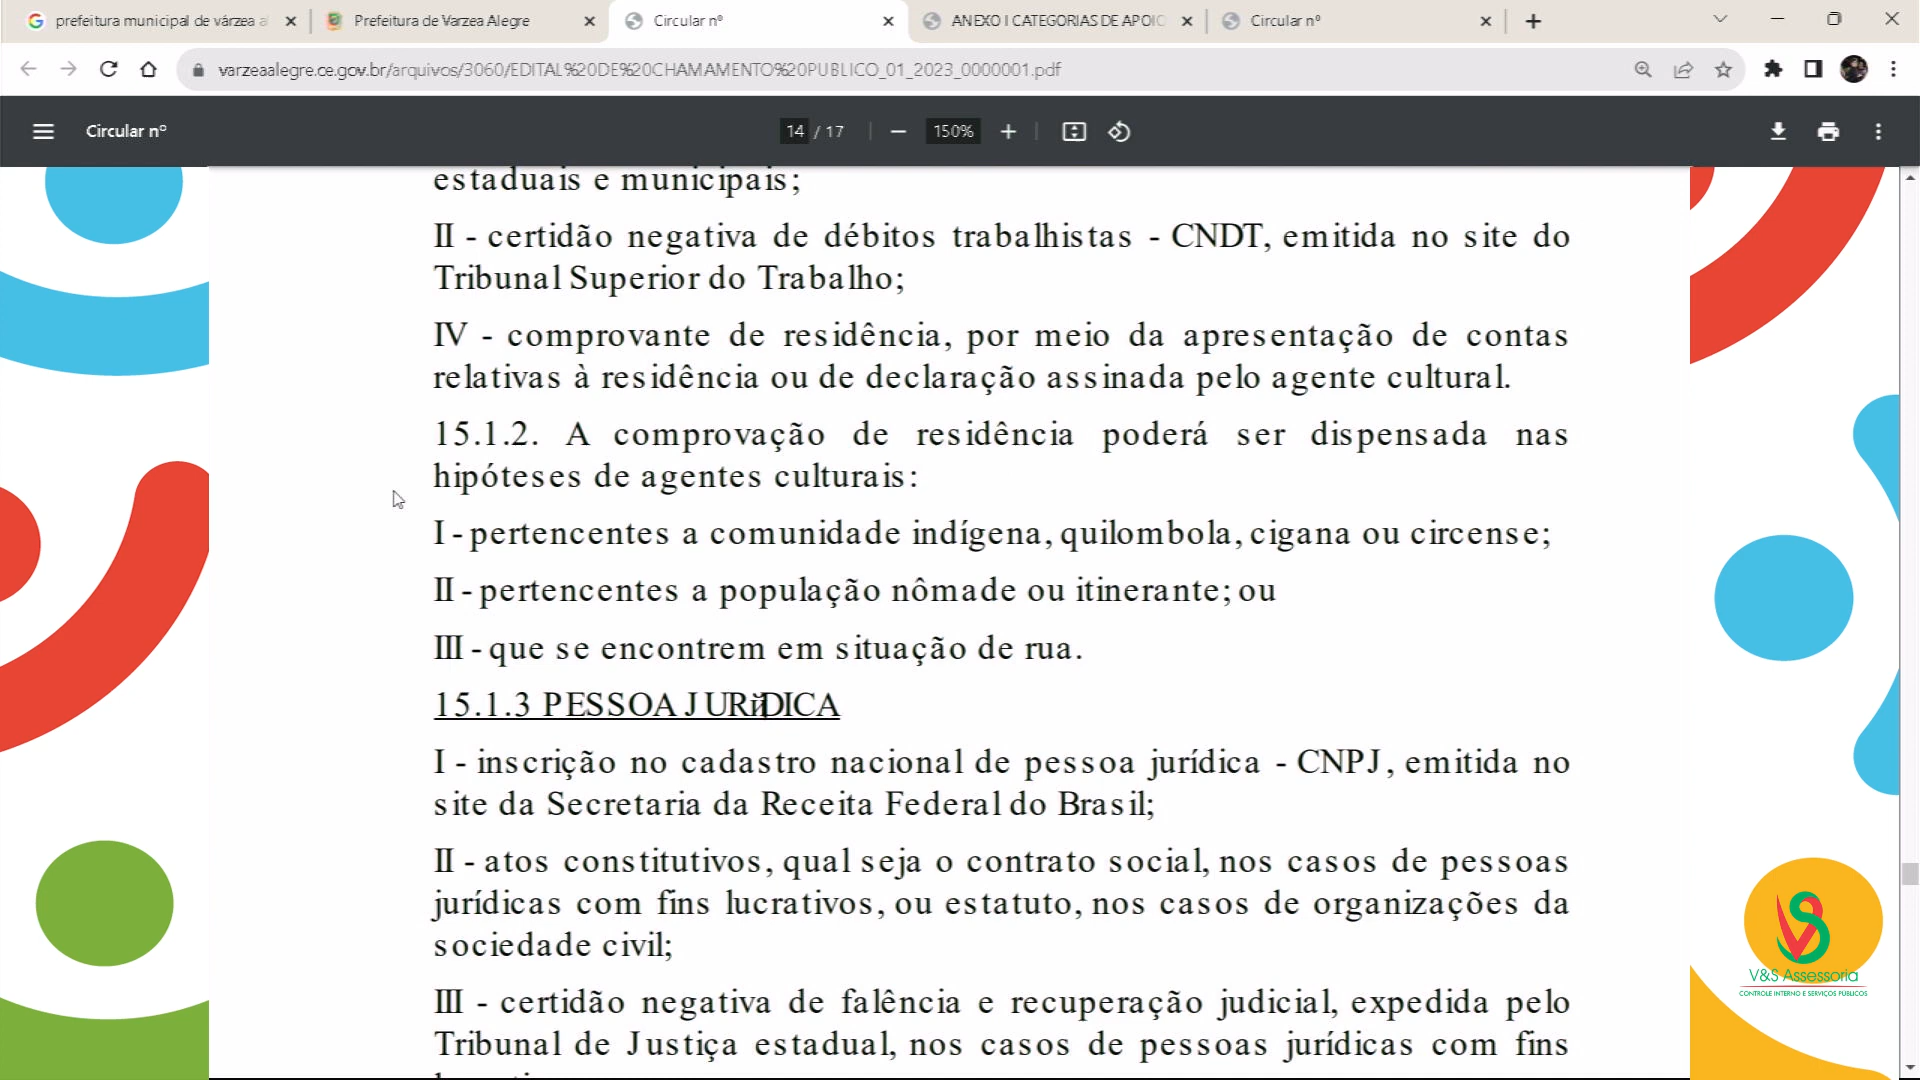 prefeitura municipal de várzea al
Prefeitura de Varzea Alegre
Circular nº
ANEXO I CATEGORIAS DE APOIO
Circular nº
varzeaalegre.ce.gov.br/arquivos/3060/EDITAL%20DE%20CHAMAMENTO%20PUBLICO_01_2023_0000001.pdf
Circular nº
14 / 17
150%
estaduais e municipais;
II - certidão negativa de débitos trabalhistas - CNDT, emitida no site do
Tribunal Superior do Trabalho;
IV - comprovante de residência, por meio da apresentação de contas
relativas à residência ou de declaração assinada pelo agente cultural.
15.1.2. A comprovação de residência poderá ser dispensada nas
hipóteses de agentes culturais:
I - pertencentes a comunidade indígena, quilombola, cigana ou circense;
II - pertencentes a população nômade ou itinerante; ou
III - que se encontrem em situação de rua.
15.1.3 PESSOA JURÍDICA
I - inscrição no cadastro nacional de pessoa jurídica - CNPJ, emitida no
site da Secretaria da Receita Federal do Brasil;
II - atos constitutivos, qual seja o contrato social, nos casos de pessoas
jurídicas com fins lucrativos, ou estatuto, nos casos de organizações da
sociedade civil;
III - certidão negativa de falência e recuperação judicial, expedida pelo
Tribunal de Justiça estadual, nos casos de pessoas jurídicas com fins
VS
V&S Assessoria
CONTROLE INTERNO E SERVIÇOS PÚBLICOS